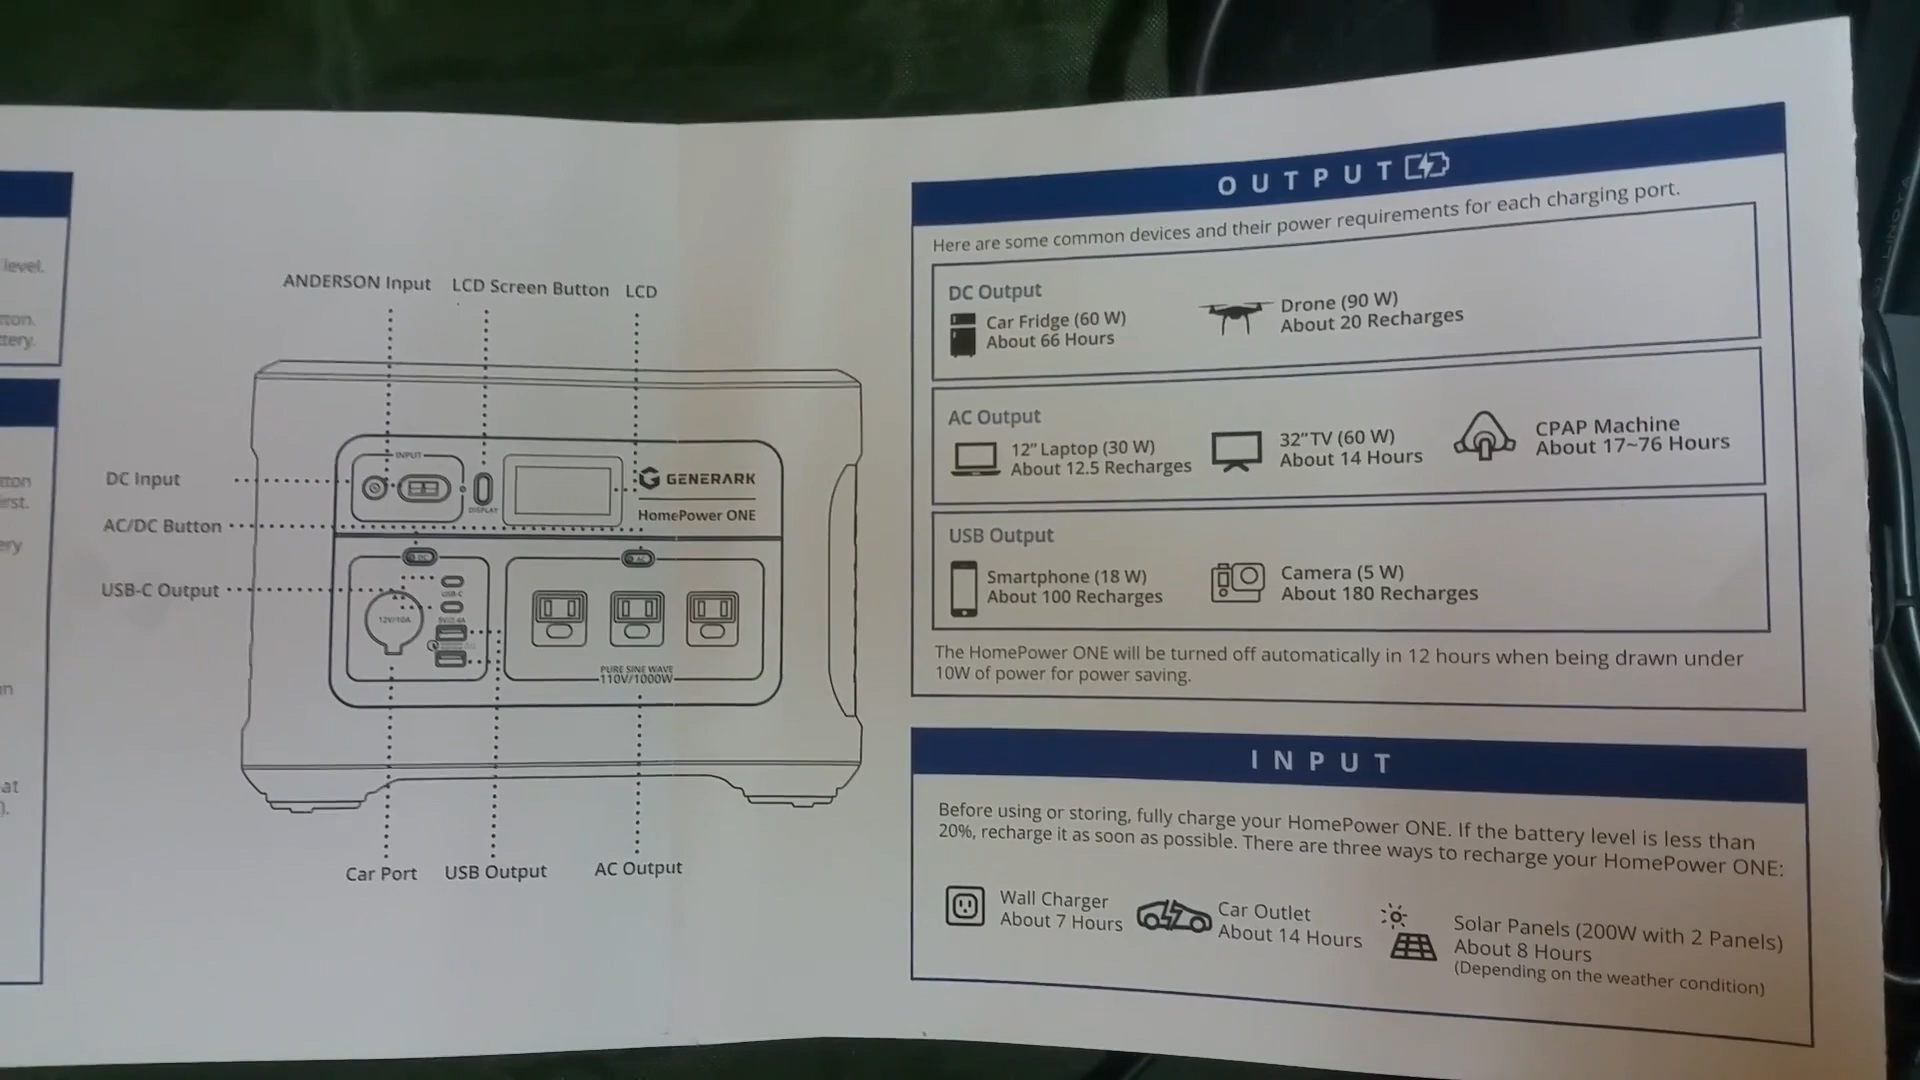 level.
tton.
ttery.
tton
irst.
ery
at
ANDERSON Input
LCD Screen Button
LCD
DC Input
AC/DC Button
USB-C Output
INPUT
DISPLAY
GENERARK
HomePower ONE
DC
AC
USB-C
12V/10A
PURE SINE WAVE
110V/1000W
Car Port
USB Output
AC Output
OUTPUT
Here are some common devices and their power requirements for each charging port.
DC Output
Car Fridge (60 W)
About 66 Hours
Drone (90 W)
About 20 Recharges
AC Output
12" Laptop (30 W)
About 12.5 Recharges
32" TV (60 W)
About 14 Hours
CPAP Machine
About 17~76 Hours
USB Output
Smartphone (18 W)
About 100 Recharges
Camera (5 W)
About 180 Recharges
The HomePower ONE will be turned off automatically in 12 hours when being drawn under
10W of power for power saving.
INPUT
Before using or storing, fully charge your HomePower ONE. If the battery level is less than
20%, recharge it as soon as possible. There are three ways to recharge your HomePower ONE:
Wall Charger
About 7 Hours
Car Outlet
About 14 Hours
Solar Panels (200W with 2 Panels)
About 8 Hours
(Depending on the weather condition)